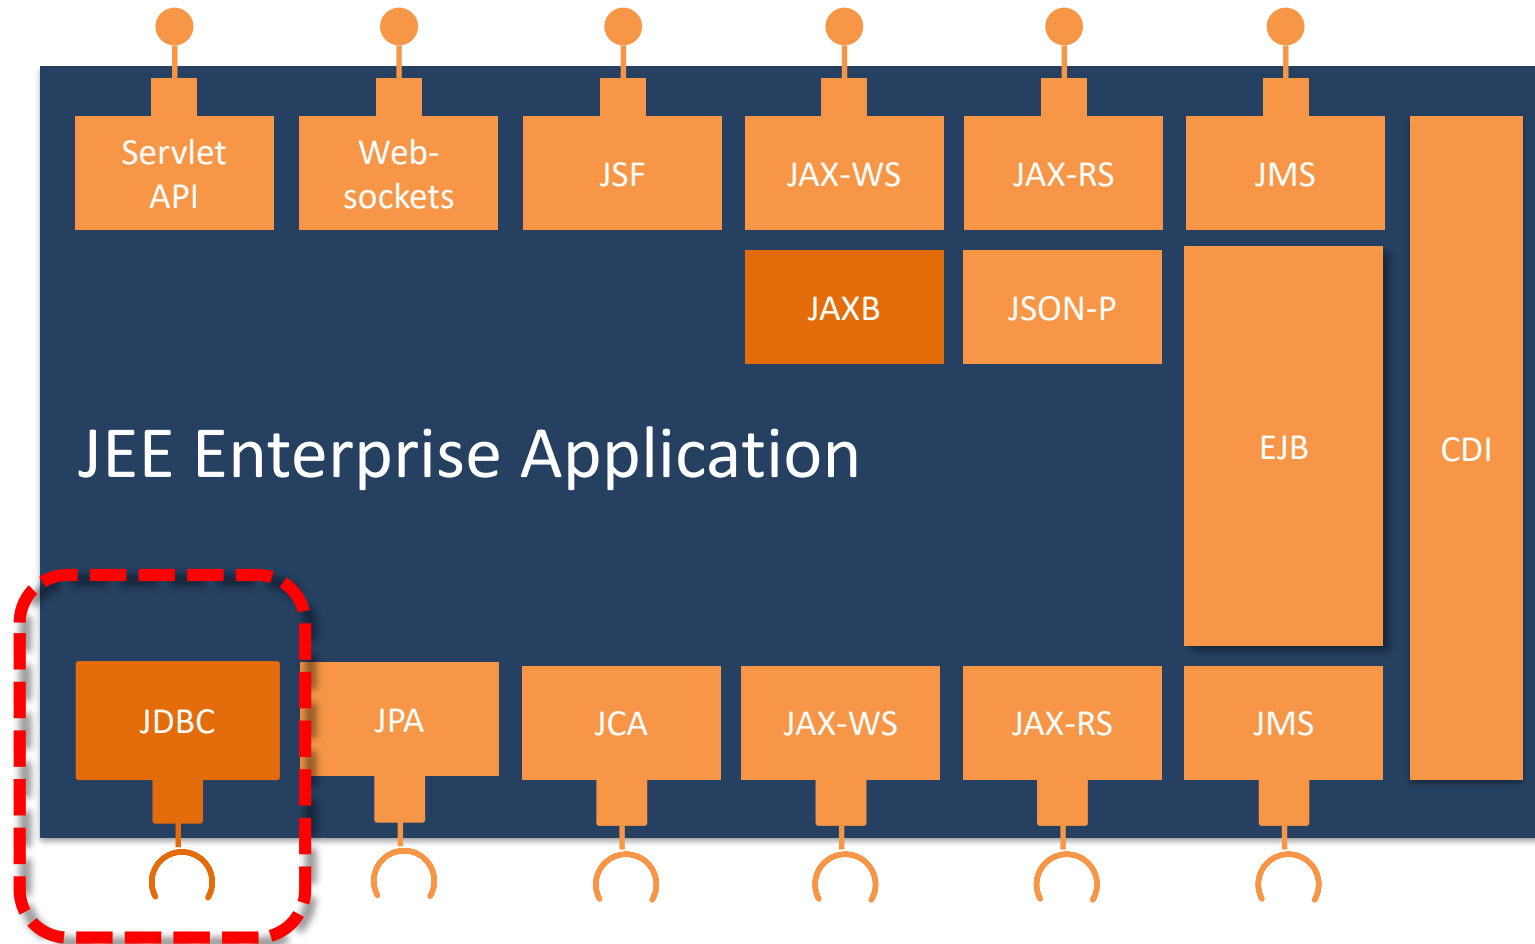 Servlet
API
Web-
sockets
JSF
JAX-WS
JAX-RS
JMS
JAXB
JSON-P
JEE Enterprise Application
EJB
CDI
JDBC
JPA
JCA
JAX-WS
JAX-RS
JMS